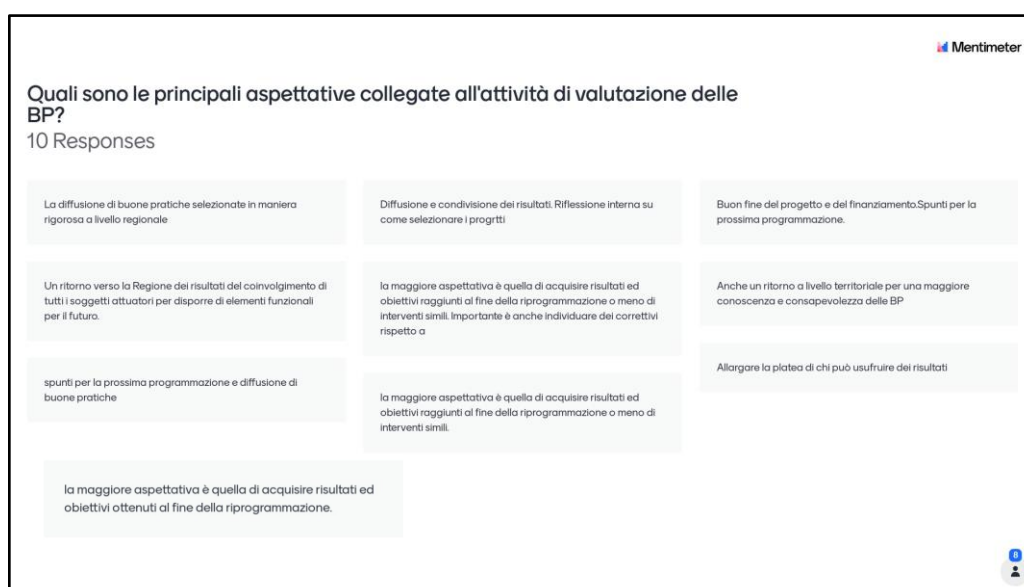 Mentimeter
Quali sono le principali aspettative collegate all'attività di valutazione delle
BP?
10 Responses
La diffusione di buone pratiche selezionate in maniera
rigorosa a livello regionale
Un ritorno verso la Regione dei risultati del coinvolgimento di
tutti i soggetti attuatori per disporre di elementi funzionali
per il futuro.
spunti per la prossima programmazione e diffusione di
buone pratiche
Diffusione e condivisione dei risultati. Riflessione interna su
come selezionare i progrtti
la maggiore aspettativa è quella di acquisire risultati ed
obiettivi raggiunti al fine della riprogrammazione o meno di
interventi simili. Importante è anche individuare dei correttivi
rispetto a
la maggiore aspettativa è quella di acquisire risultati ed
obiettivi raggiunti al fine della riprogrammazione o meno di
interventi simili.
Buon fine del progetto e del finanziamento.Spunti per la
prossima programmazione.
Anche un ritorno a livello territoriale per una maggiore
conoscenza e consapevolezza delle BP
Allargare la platea di chi può usufruire dei risultati
la maggiore aspettativa è quella di acquisire risultati ed
obiettivi ottenuti al fine della riprogrammazione.
8